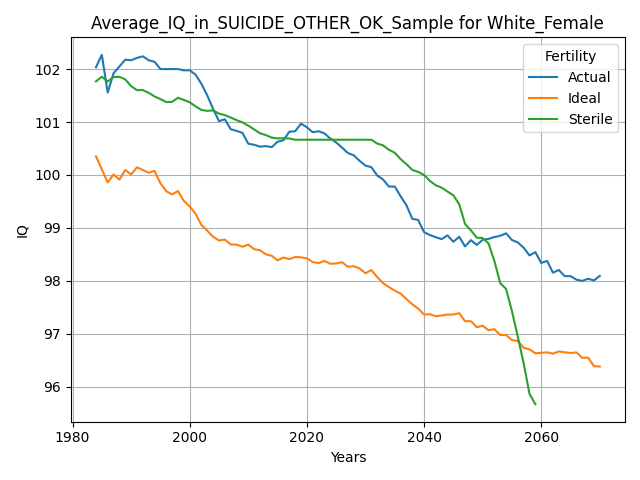 Average_IQ_in_SUICIDE_OTHER_OK_Sample for White_Female
Fertility
Actual
Ideal
Sterile
IQ
102
101
100
99
98
97
96
1980
2000
2020
2040
2060
Years